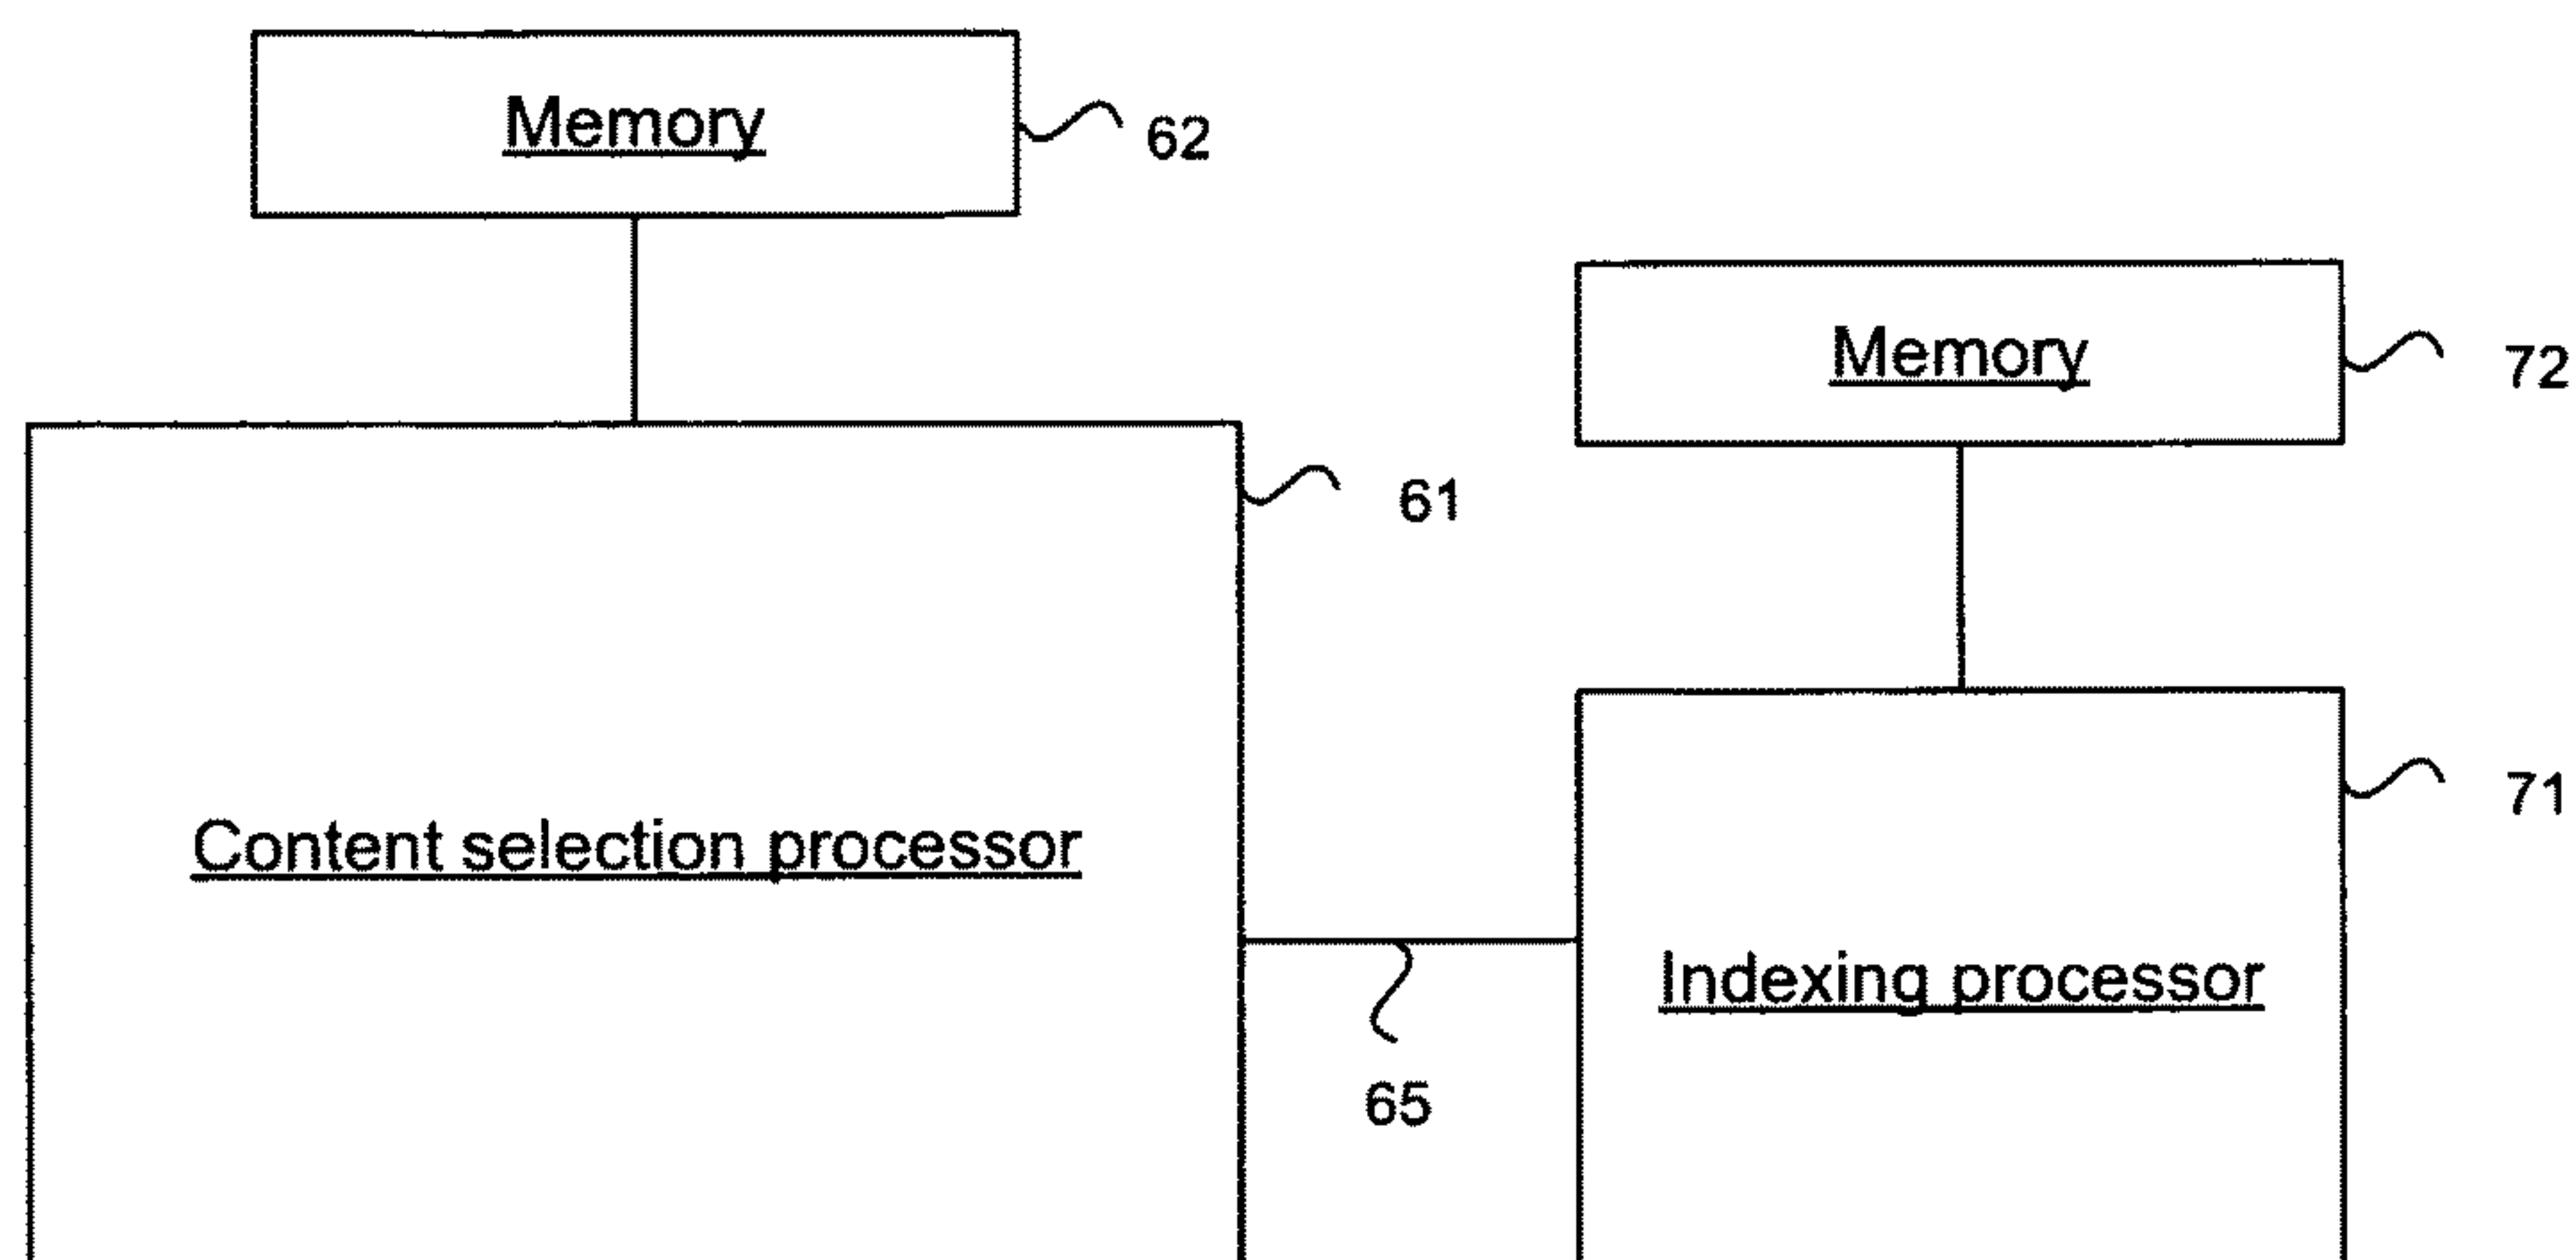 Memory
62
Memory
72
61
71
Content selection processor
Indexing processor
65